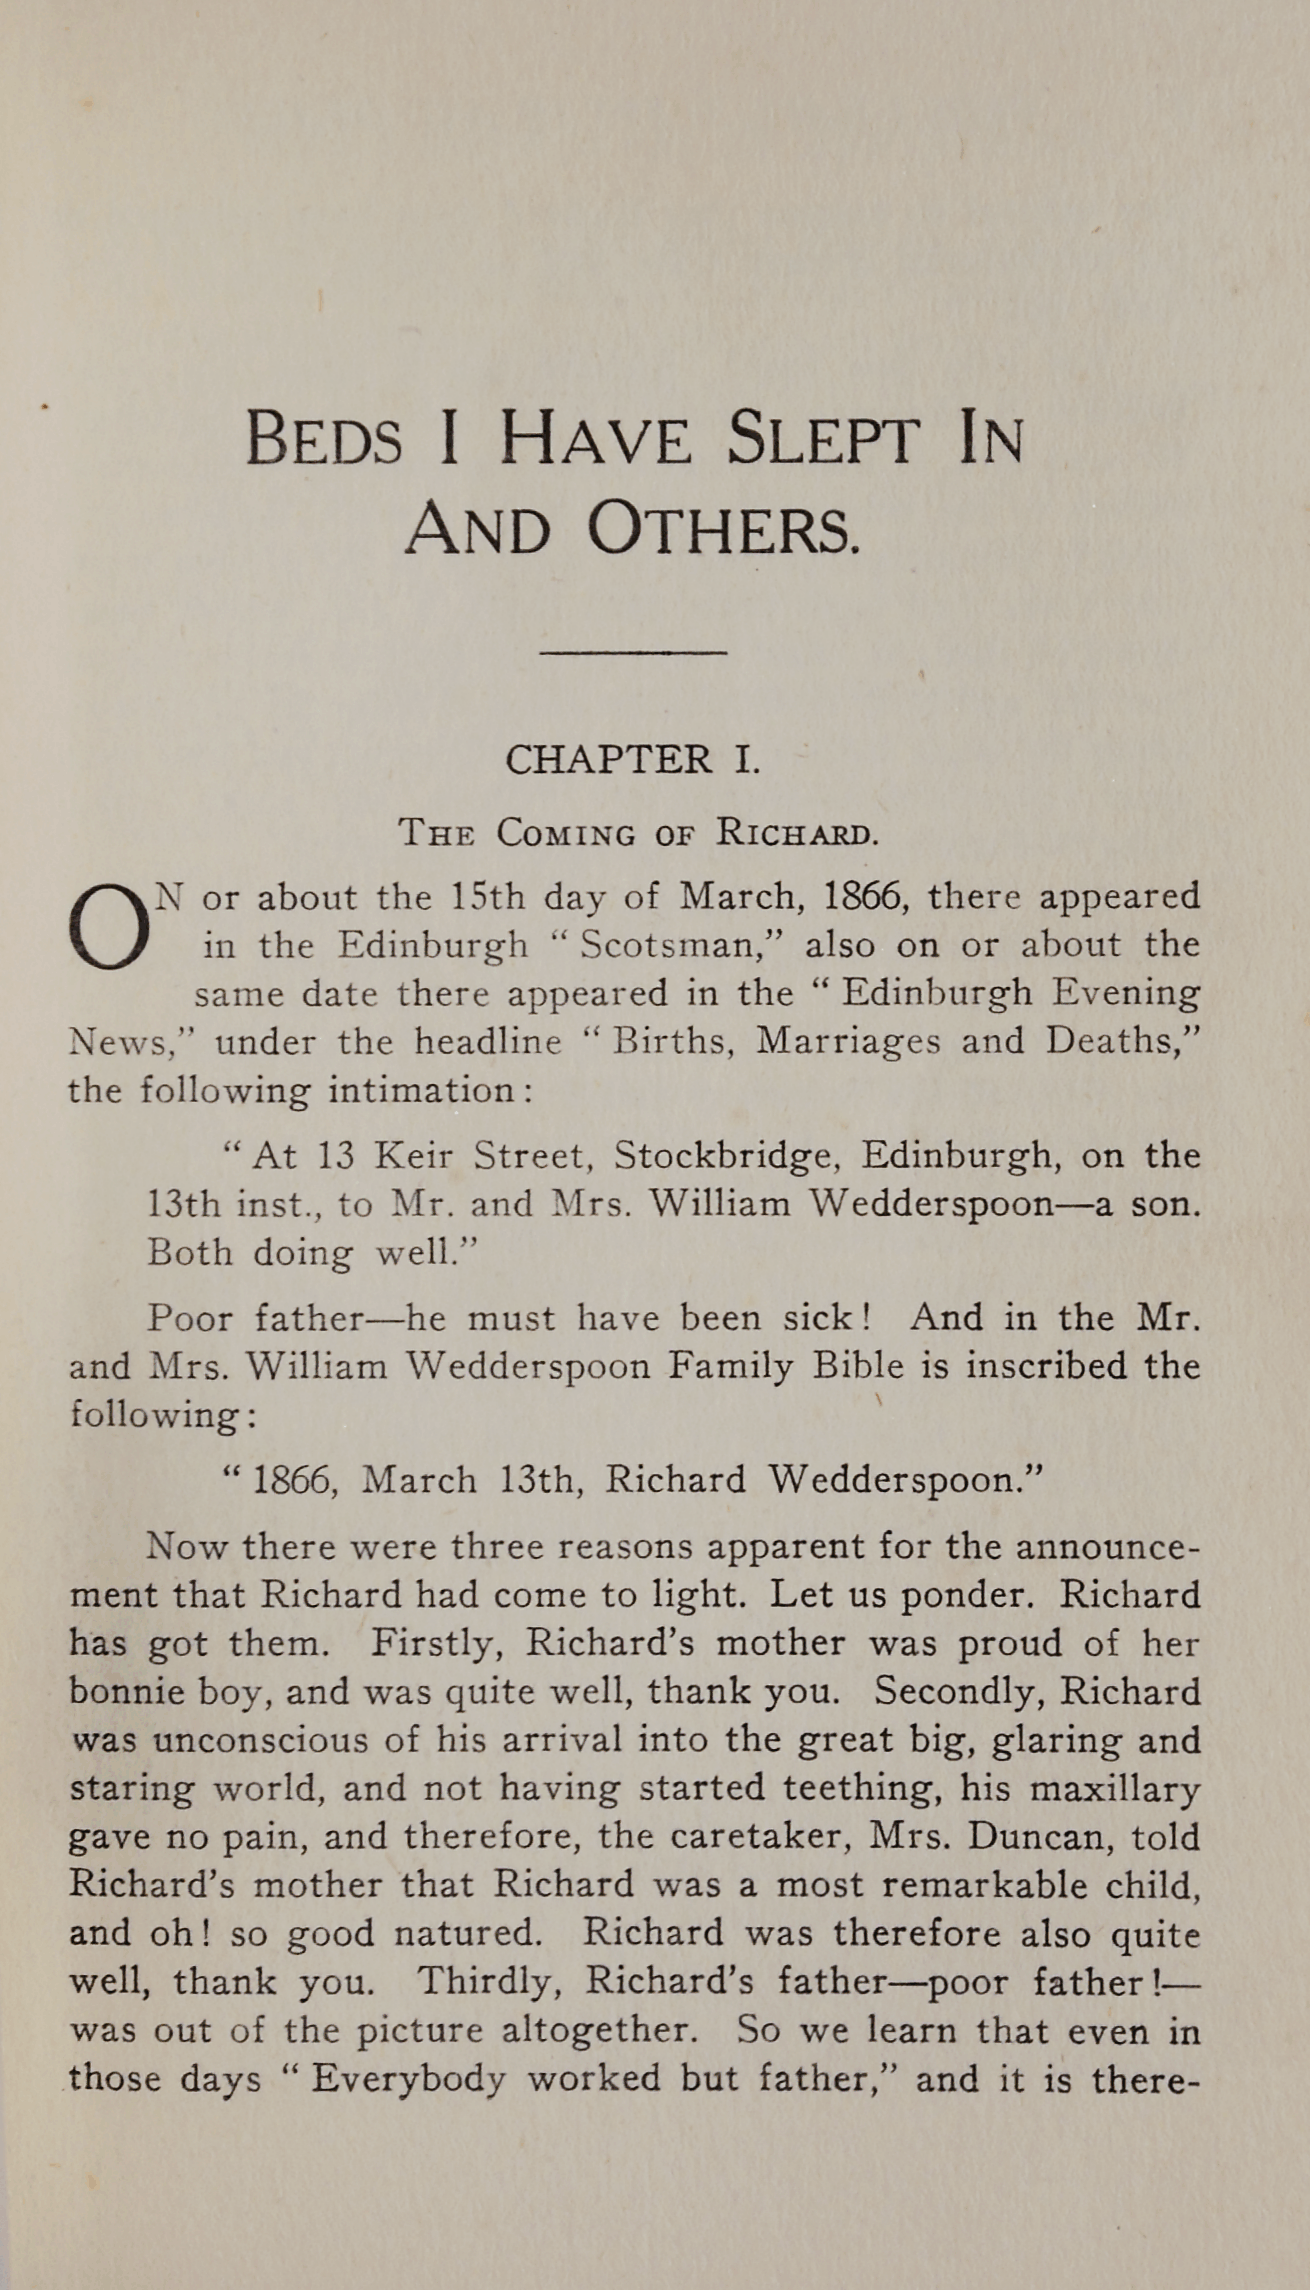 BEDS I HAVE SLEPT IN
AND OTHERS.
CHAPTER I.
THE COMING OF RICHARD.
ON or about the 15th day of March, 1866, there appeared
in the Edinburgh “Scotsman,” also on or about the
same date there appeared in the “Edinburgh Evening
News,” under the headline “Births, Marriages and Deaths,”
the following intimation:
“At 13 Keir Street, Stockbridge, Edinburgh, on the
13th inst., to Mr. and Mrs. William Wedderspoon—a son.
Both doing well.”
Poor father—he must have been sick! And in the Mr.
and Mrs. William Wedderspoon Family Bible is inscribed the
following:
“1866, March 13th, Richard Wedderspoon.”
Now there were three reasons apparent for the announce-
ment that Richard had come to light. Let us ponder. Richard
has got them. Firstly, Richard’s mother was proud of her
bonnie boy, and was quite well, thank you. Secondly, Richard
was unconscious of his arrival into the great big, glaring and
staring world, and not having started teething, his maxillary
gave no pain, and therefore, the caretaker, Mrs. Duncan, told
Richard’s mother that Richard was a most remarkable child,
and oh! so good natured. Richard was therefore also quite
well, thank you. Thirdly, Richard’s father—poor father!—
was out of the picture altogether. So we learn that even in
those days “Everybody worked but father,” and it is there-